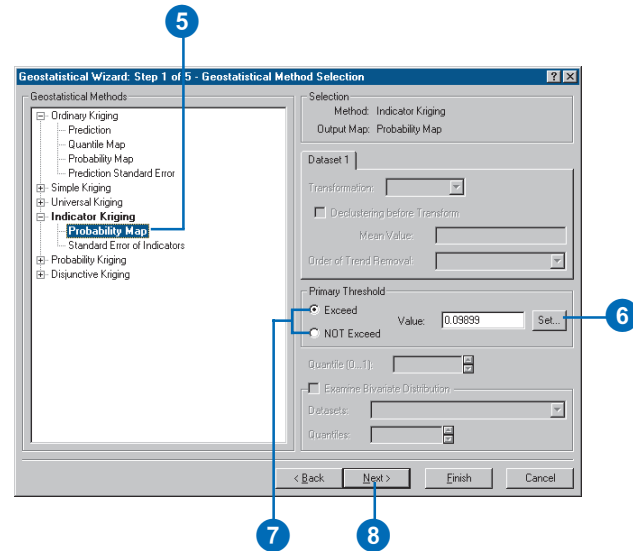 5
Geostatistical Wizard: Step 1 of 5 - Geostatistical Method Selection
Geostatistical Methods
Ordinary Kriging
Prediction
Quantile Map
Probability Map
Prediction Standard Error
Simple Kriging
Universal Kriging
Indicator Kriging
Probability Map
Standard Error of Indicators
Probability Kriging
Disjunctive Kriging
Selection
Method: Indicator Kriging
Output Map: Probability Map
Dataset 1
Transformation:
Declustering before Transform
Mean Value:
Order of Trend Removal:
Primary Threshold
Exceed
NOT Exceed
Value: 0.09899 Set...
6
Quantile (0...1):
Examine Bivariate Distribution
Datasets:
Quantiles:
< Back Next > Finish Cancel
7 8